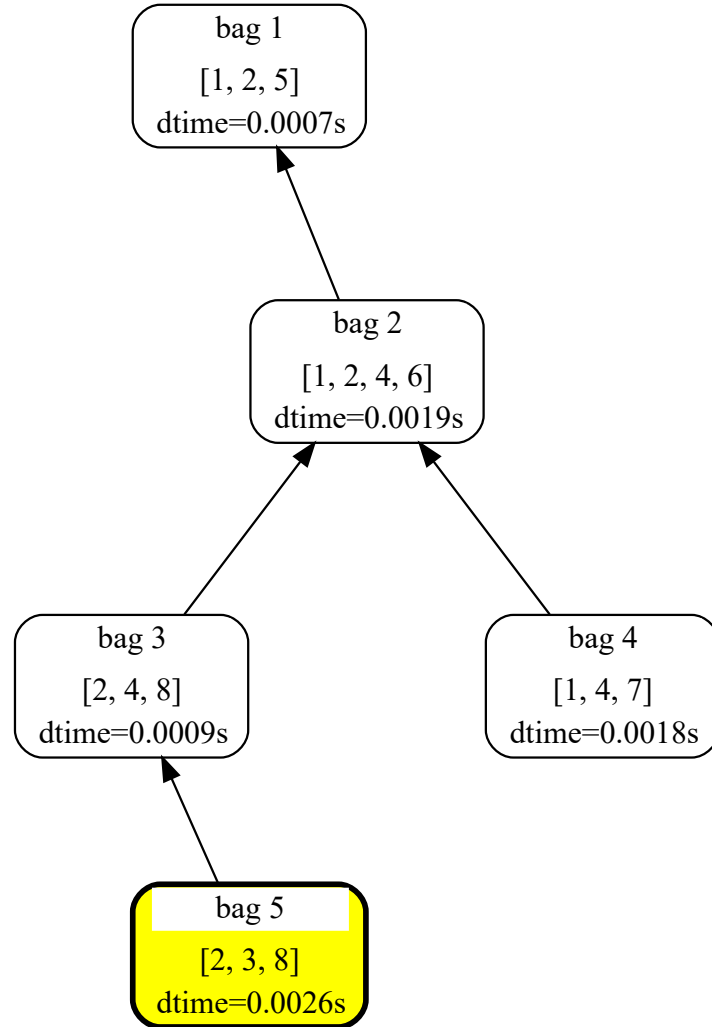 bag 1
[1, 2, 5]
dtime=0.0007s
bag 2
[1, 2, 4, 6]
dtime=0.0019s
bag 3
[2, 4, 8]
dtime=0.0009s
bag 4
[1, 4, 7]
dtime=0.0018s
bag 5
[2, 3, 8]
dtime=0.0026s